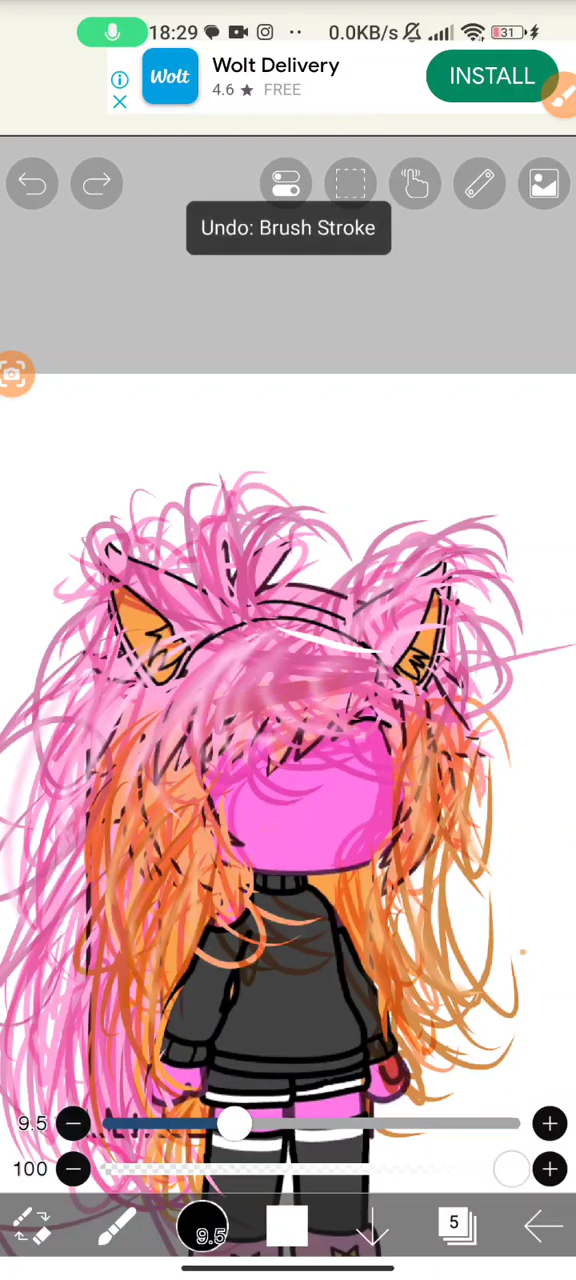 18:29 0.0KB/s 31
Wolt Wolt Delivery
4.6 ★ FREE
INSTALL
Undo: Brush Stroke
9.5
100
9.5
5